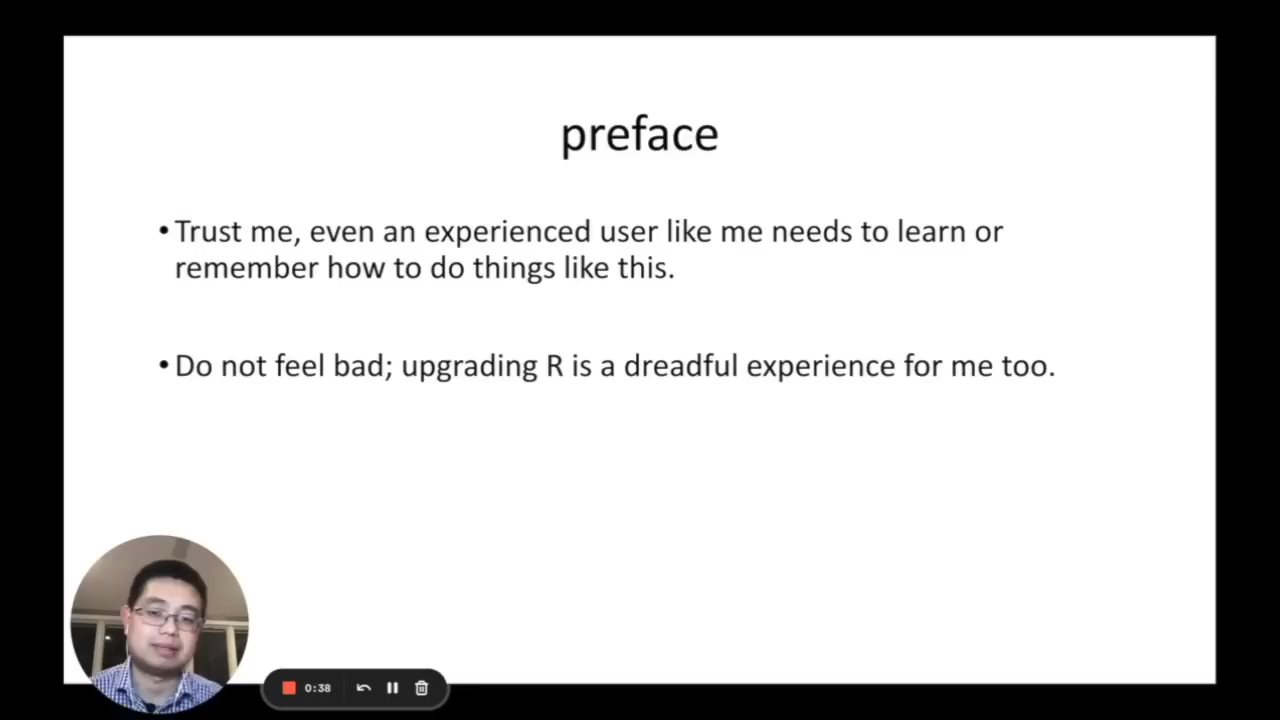 preface
•Trust me, even an experienced user like me needs to learn or
remember how to do things like this.
•Do not feel bad; upgrading R is a dreadful experience for me too.
0:38